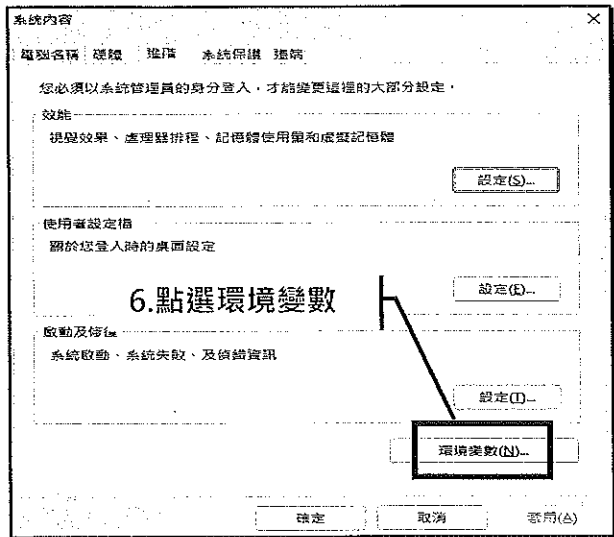 系統內容
電腦名稱 硬體 進階 系統保護 遠端
您必須以系統管理員的身分登入，才能變更這裡的大部分設定。
效能
視覺效果、處理器排程、記憶體使用量和虛擬記憶體
設定(S)...
使用者設定檔
關於您登入時的桌面設定
設定(E)...
6.點選環境變數
啟動及修復
系統啟動、系統失敗、及偵錯資訊
設定(T)...
環境變數(N)...
確定 取消 套用(A)